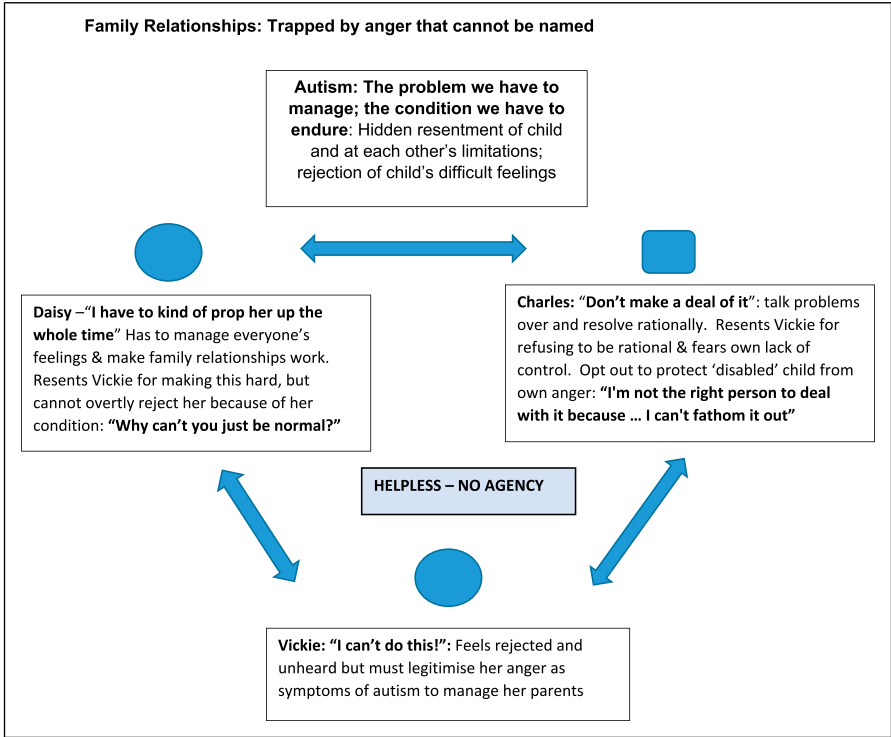 Family Relationships: Trapped by anger that cannot be named
Autism: The problem we have to
manage; the condition we have to
endure: Hidden resentment of child
and at each other’s limitations;
rejection of child’s difficult feelings
Daisy –“I have to kind of prop her up the
whole time” Has to manage everyone’s
feelings & make family relationships work.
Resents Vickie for making this hard, but
cannot overtly reject her because of her
condition: “Why can’t you just be normal?”
Charles: “Don’t make a deal of it”: talk problems
over and resolve rationally.  Resents Vickie for
refusing to be rational & fears own lack of
control.  Opt out to protect ‘disabled’ child from
own anger: “I'm not the right person to deal
with it because … I can't fathom it out”
HELPLESS – NO AGENCY
Vickie: “I can’t do this!”: Feels rejected and
unheard but must legitimise her anger as
symptoms of autism to manage her parents